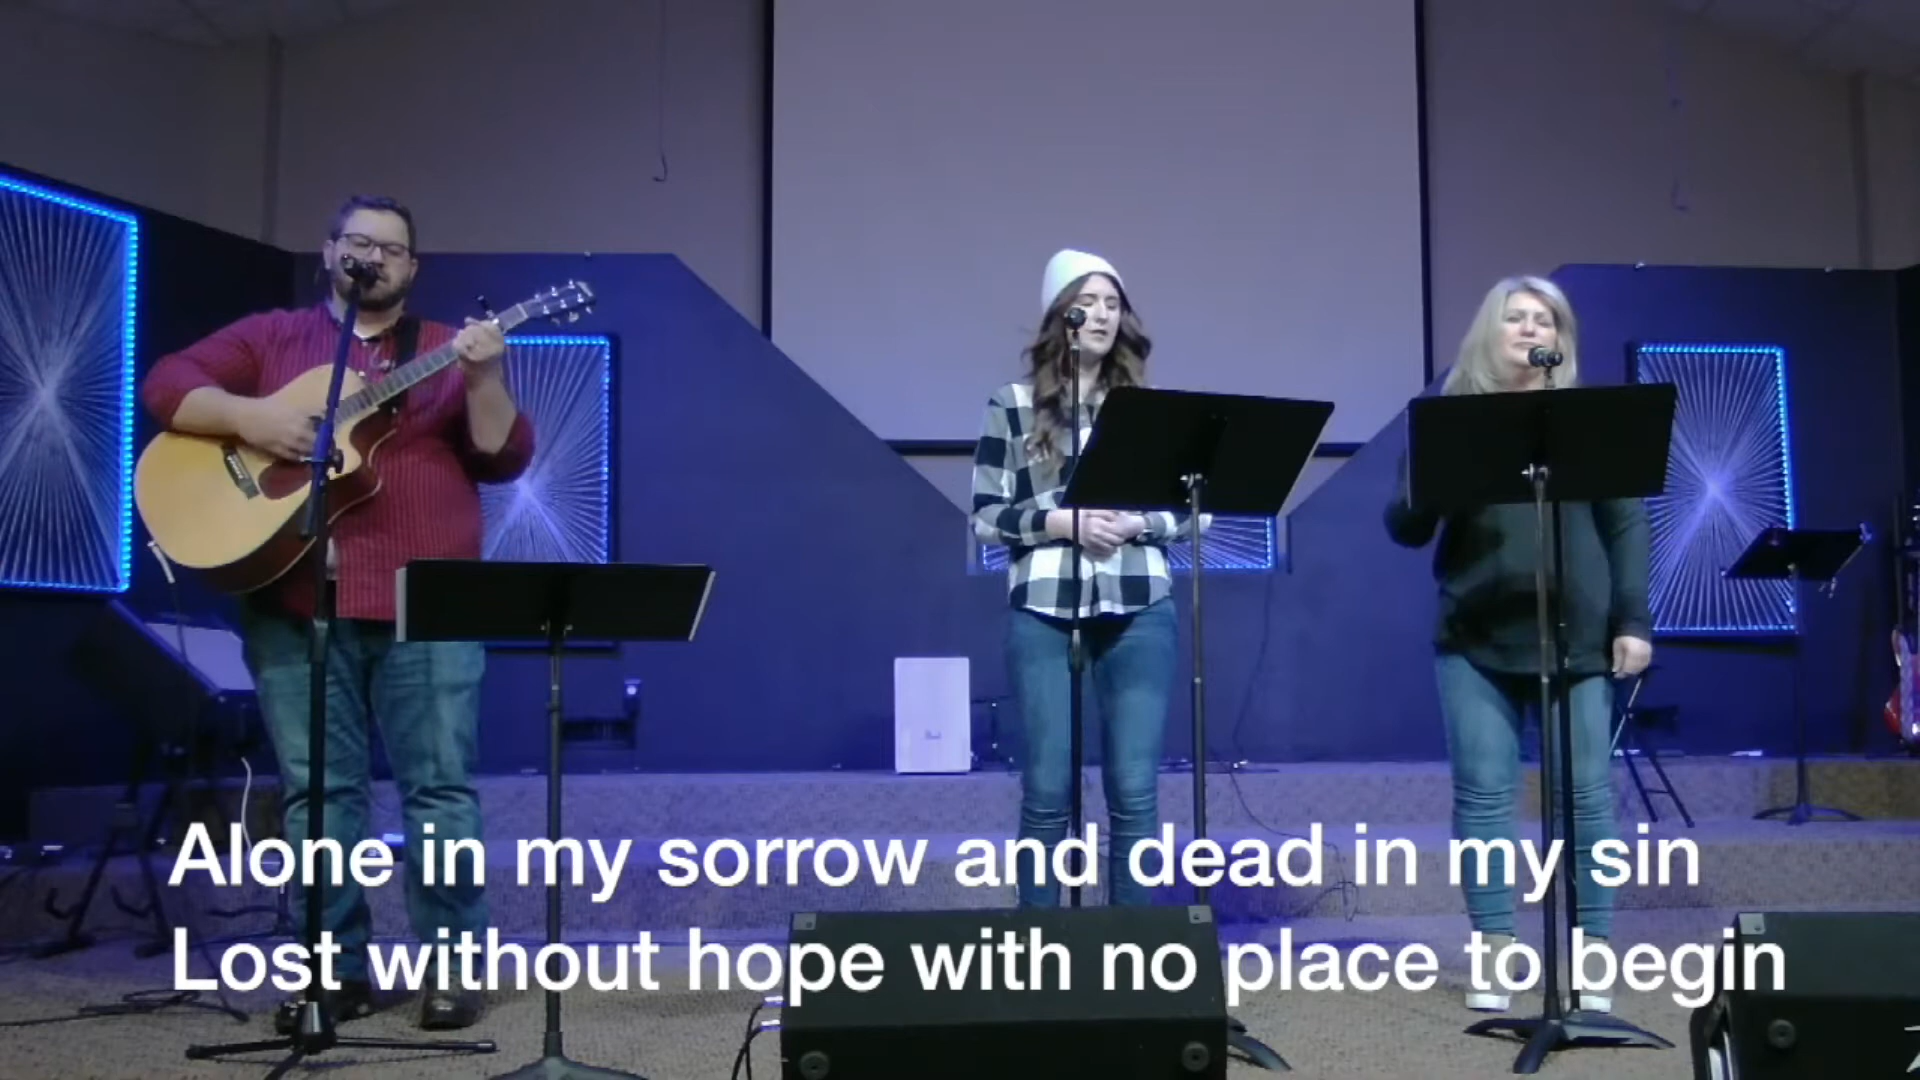 Alone in my sorrow and dead in my sin
Lost without hope with no place to begin